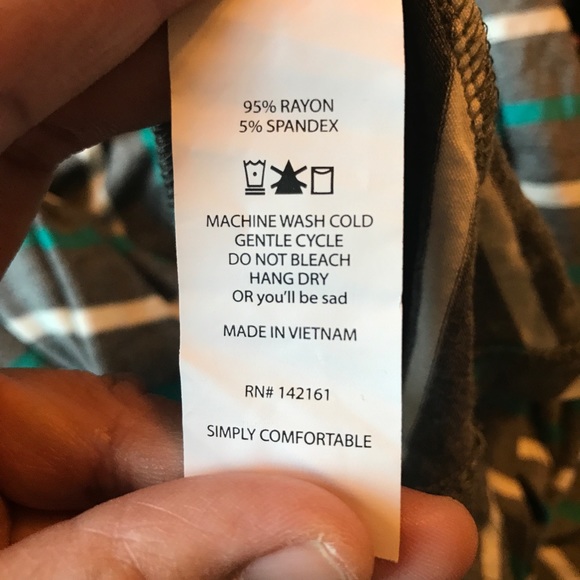 95% RAYON
5% SPANDEX
MACHINE WASH COLD
GENTLE CYCLE
DO NOT BLEACH
HANG DRY
OR you'll be sad
MADE IN VIETNAM
RN# 142161
SIMPLY COMFORTABLE